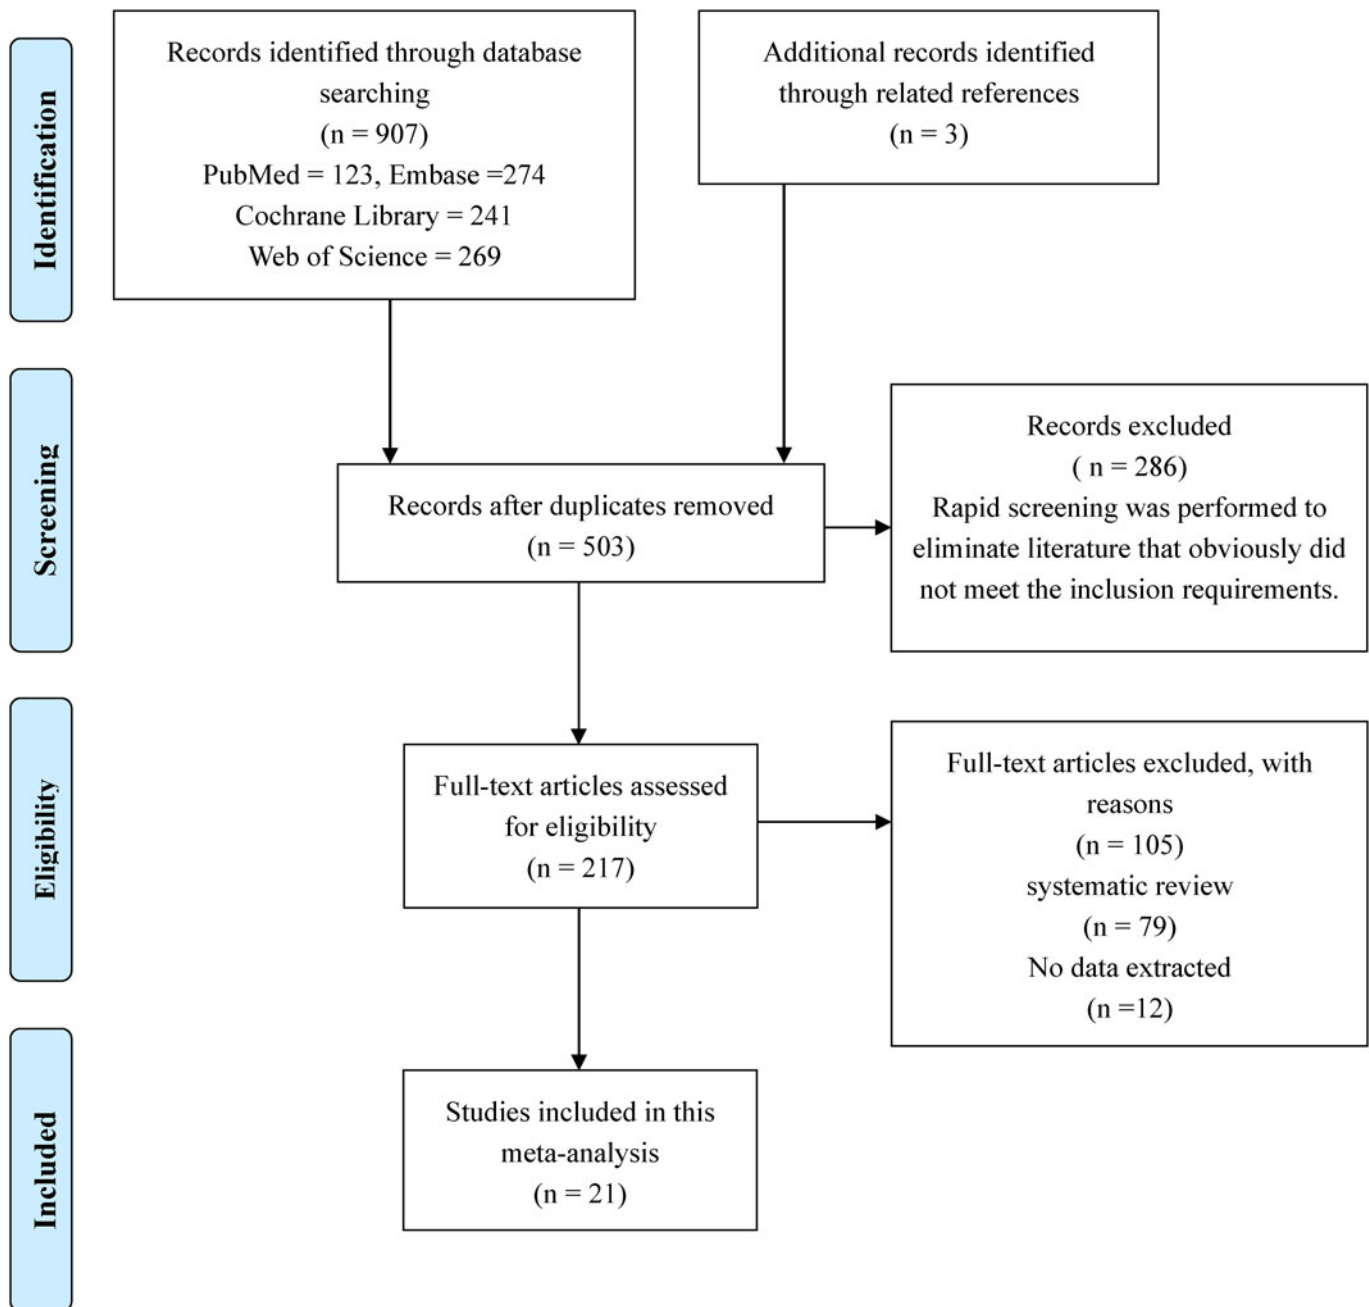 Identification
Records identified through database
searching
(n = 907)
PubMed = 123, Embase =274
Cochrane Library = 241
Web of Science = 269
Additional records identified
through related references
(n = 3)
Screening
Records after duplicates removed
(n = 503)
Records excluded
( n = 286)
Rapid screening was performed to
eliminate literature that obviously did
not meet the inclusion requirements.
Eligibility
Full-text articles assessed
for eligibility
(n = 217)
Full-text articles excluded, with
reasons
(n = 105)
systematic review
(n = 79)
No data extracted
(n =12)
Included
Studies included in this
meta-analysis
(n = 21)